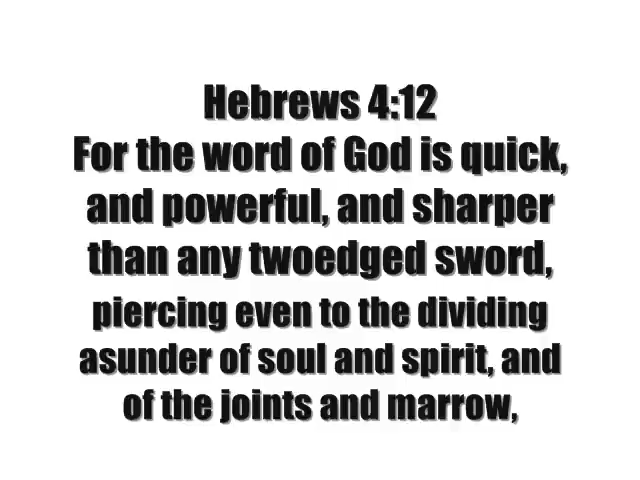 Hebrews 4:12
For the word of God is quick,
and powerful, and sharper
than any twoedged sword,
piercing even to the dividing
asunder of soul and spirit, and
of the joints and marrow,